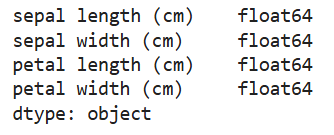 sepal length (cm)    float64
sepal width (cm)     float64
petal length (cm)    float64
petal width (cm)     float64
dtype: object